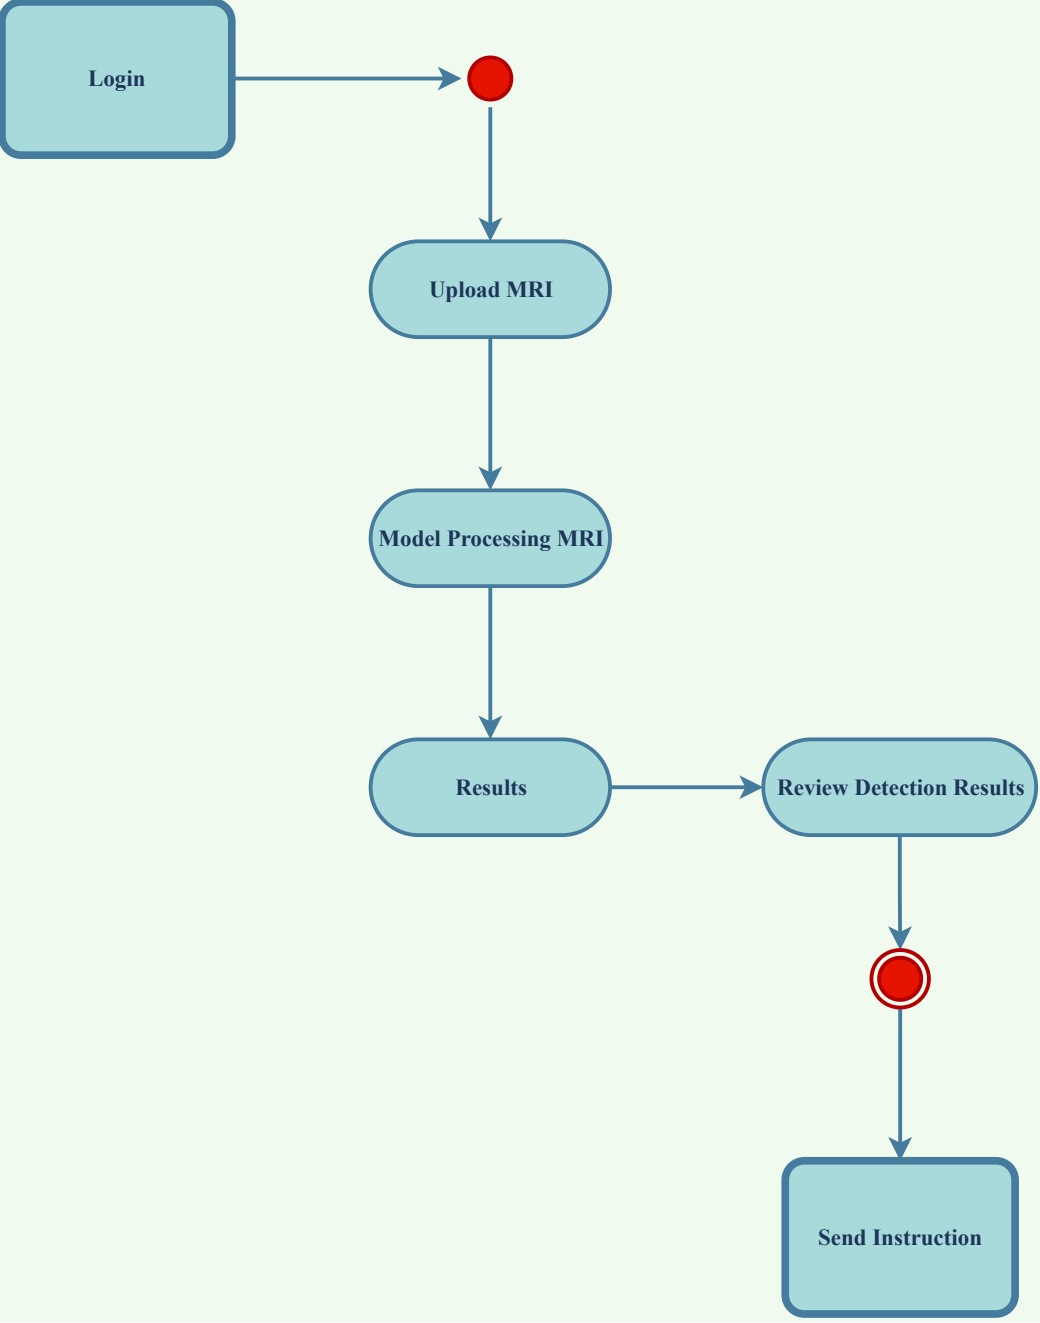 Login
Upload MRI
Model Processing MRI
Results
Review Detection Results
Send Instruction